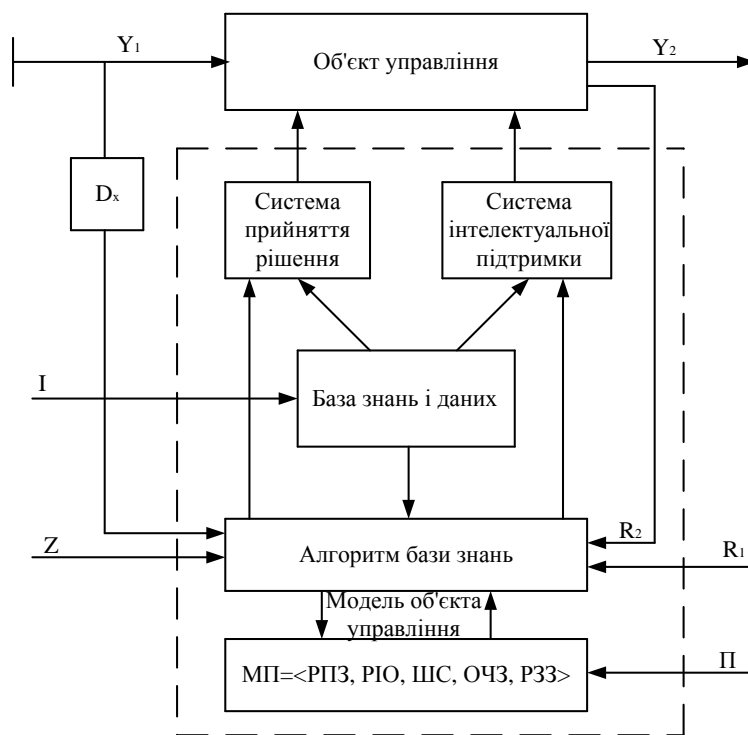 Y₁
Об'єкт управління
Y₂
Dₓ
Система
прийняття
рішення
Система
інтелектуальної
підтримки
I
База знань і даних
Z
Алгоритм бази знань
R₂
R₁
Модель об'єкта
управління
МП=<РПЗ, РІО, ШС, ОЧЗ, РЗЗ>
П